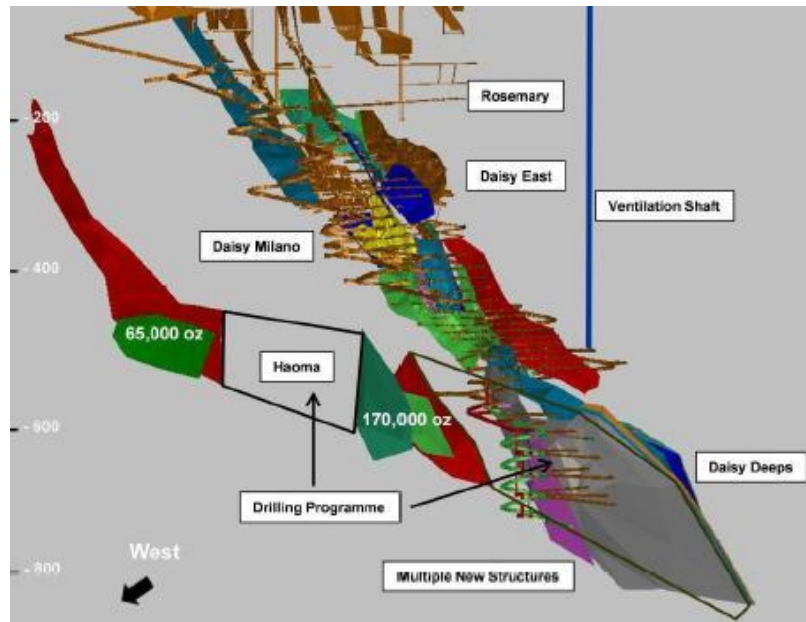 Rosemary
- 200
Daisy East
Ventilation Shaft
Daisy Milano
- 400
65,000 oz
Haoma
170,000 oz
- 600
Daisy Deeps
Drilling Programme
West
- 800
Multiple New Structures